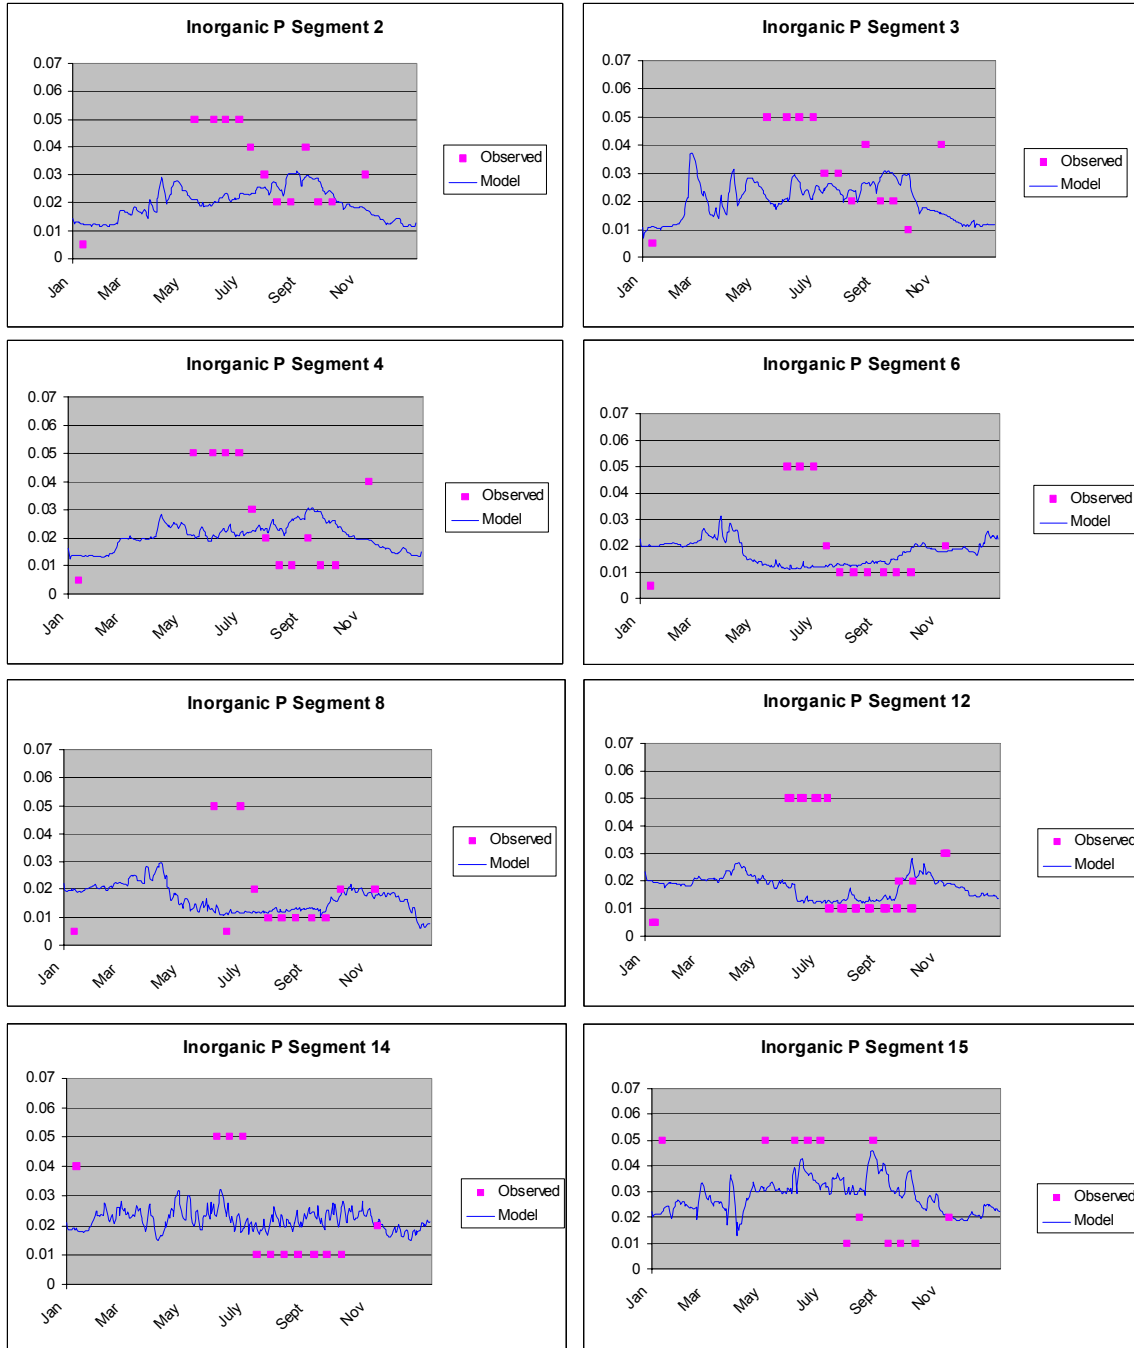 Inorganic P Segment 2
0.07
0.06
0.05
0.04
0.03
0.02
0.01
0
Jan
Mar
May
July
Sept
Nov
Observed
Model
Inorganic P Segment 3
0.07
0.06
0.05
0.04
0.03
0.02
0.01
0
Jan
Mar
May
July
Sept
Nov
Observed
Model
Inorganic P Segment 4
0.07
0.06
0.05
0.04
0.03
0.02
0.01
0
Jan
Mar
May
July
Sept
Nov
Observed
Model
Inorganic P Segment 6
0.07
0.06
0.05
0.04
0.03
0.02
0.01
0
Jan
Mar
May
July
Sept
Nov
Observed
Model
Inorganic P Segment 8
0.07
0.06
0.05
0.04
0.03
0.02
0.01
0
Jan
Mar
May
July
Sept
Nov
Observed
Model
Inorganic P Segment 12
0.07
0.06
0.05
0.04
0.03
0.02
0.01
0
Jan
Mar
May
July
Sept
Nov
Observed
Model
Inorganic P Segment 14
0.07
0.06
0.05
0.04
0.03
0.02
0.01
0
Jan
Mar
May
July
Sept
Nov
Observed
Model
Inorganic P Segment 15
0.07
0.06
0.05
0.04
0.03
0.02
0.01
0
Jan
Mar
May
July
Sept
Nov
Observed
Model